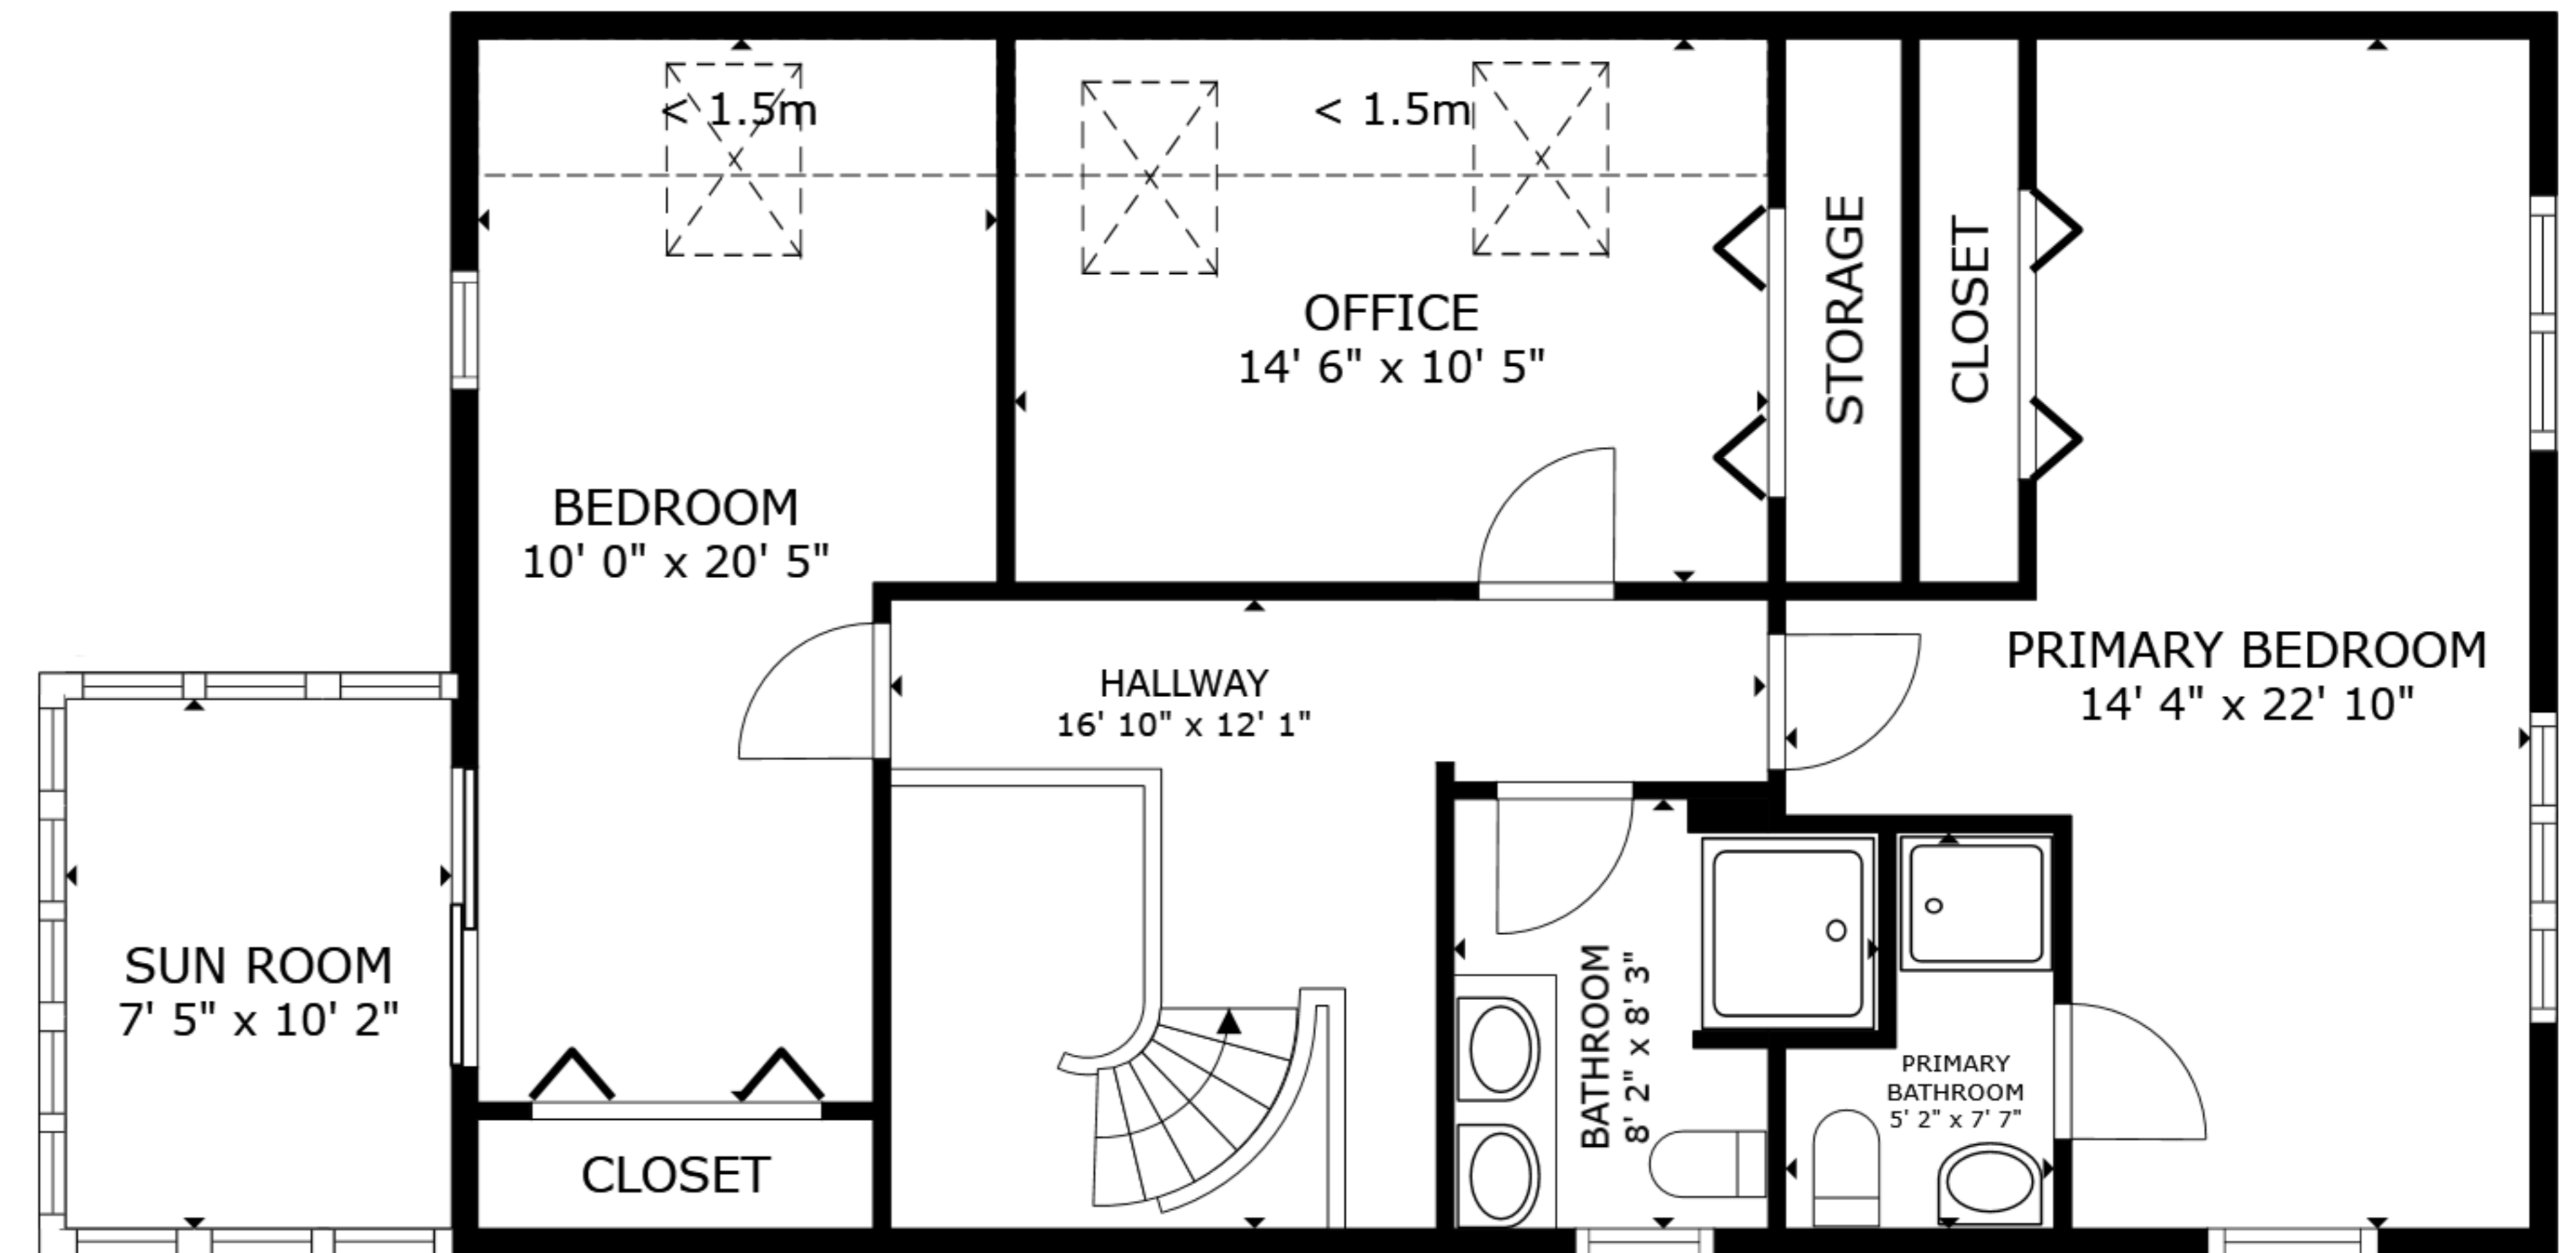 < 1.5m
< 1.5m
OFFICE
14' 6" x 10' 5"
STORAGE
CLOSET
BEDROOM
10' 0" x 20' 5"
HALLWAY
16' 10" x 12' 1"
PRIMARY BEDROOM
14' 4" x 22' 10"
SUN ROOM
7' 5" x 10' 2"
BATHROOM
8' 2" x 8' 3"
PRIMARY
BATHROOM
5' 2" x 7' 7"
CLOSET